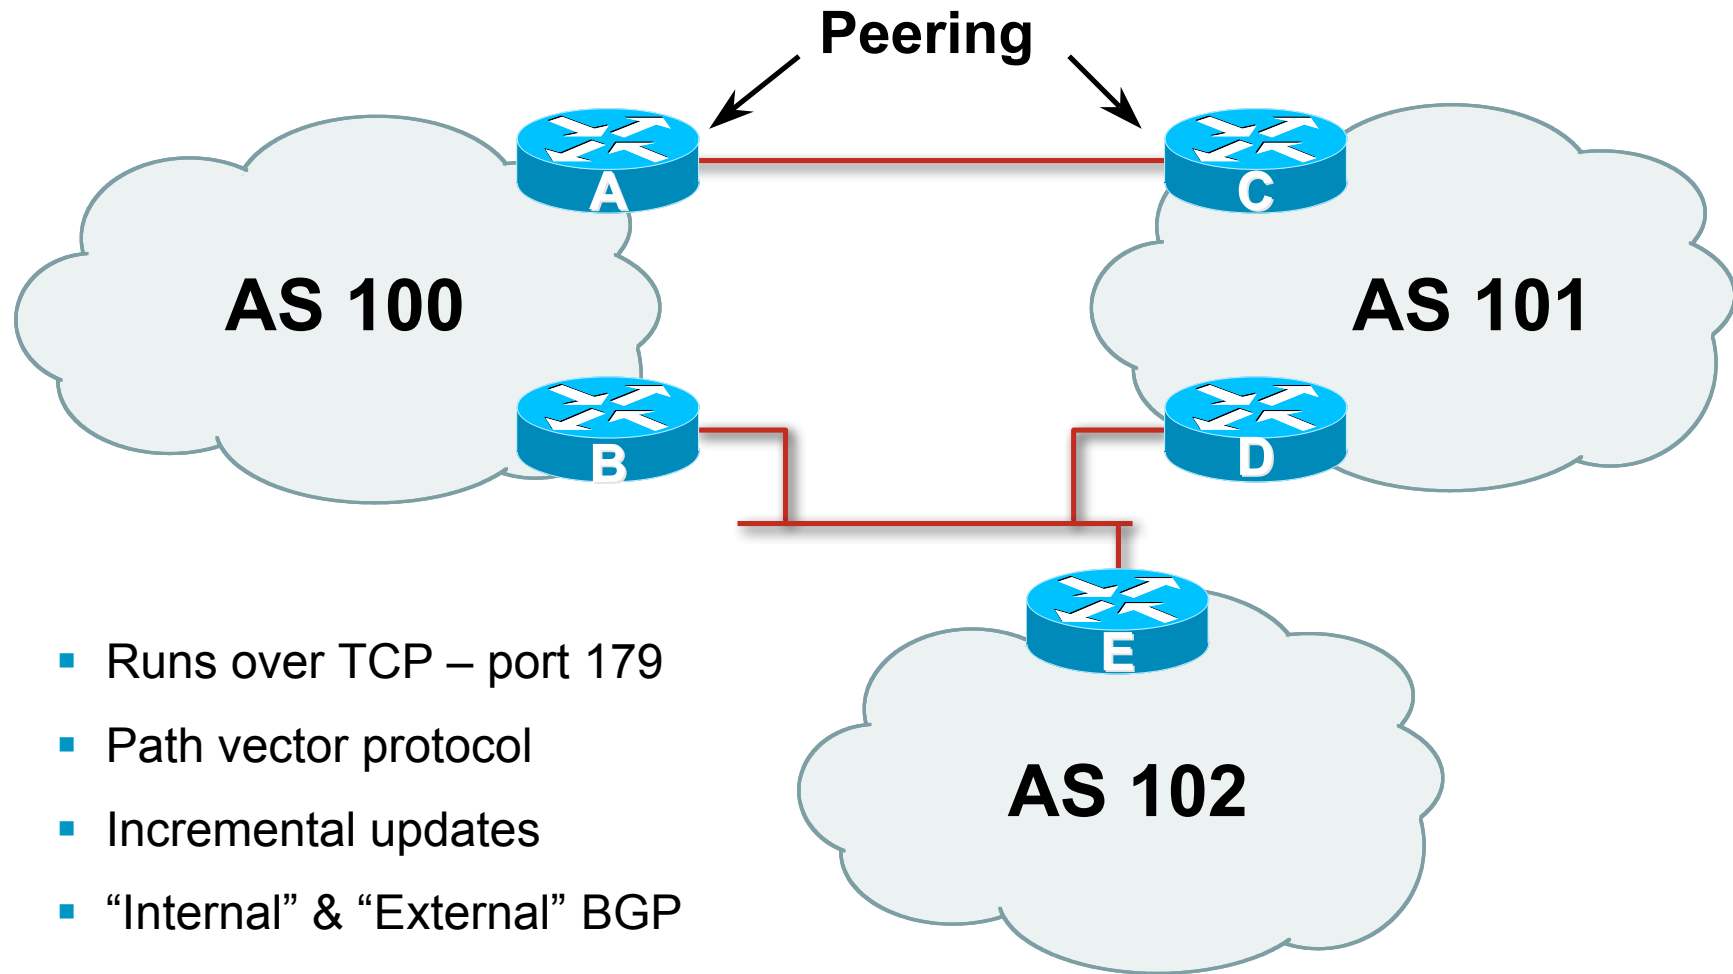 Peering
A
C
AS 100
AS 101
B
D
E
AS 102
▪ Runs over TCP – port 179
▪ Path vector protocol
▪ Incremental updates
▪ “Internal” & “External” BGP